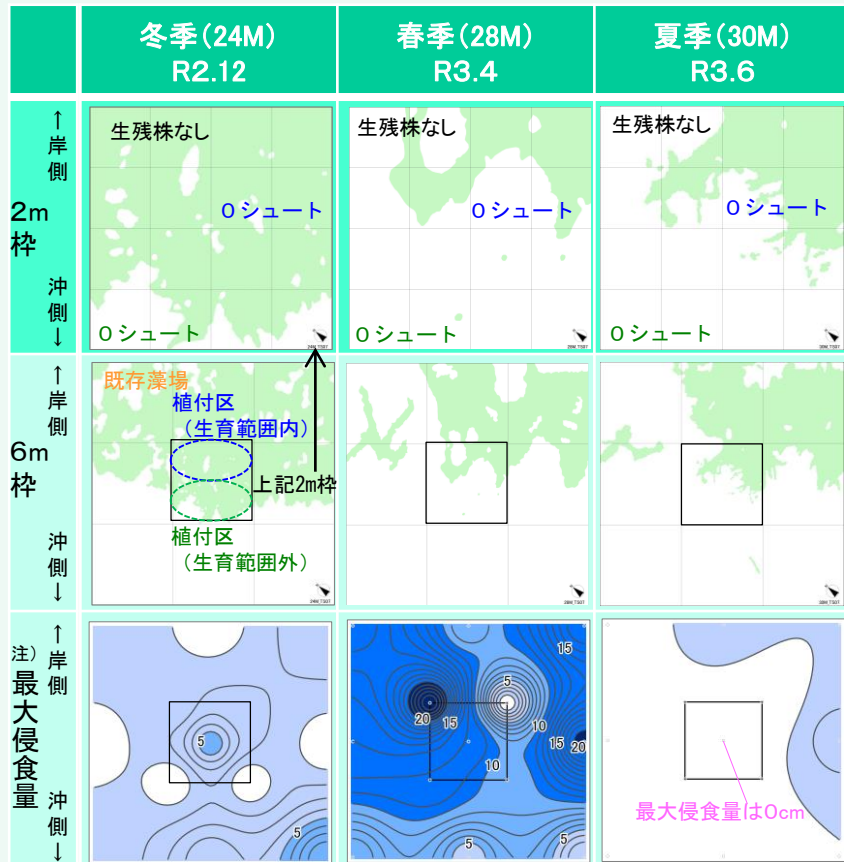 冬季(24M)
R2.12
春季(28M)
R3.4
夏季(30M)
R3.6
↑岸側
2m枠
沖側↓
生残株なし
0シュート
0シュート
生残株なし
0シュート
0シュート
生残株なし
0シュート
0シュート
↑岸側
6m枠
沖側↓
既存藻場
植付区
(生育範囲内)
上記2m枠
植付区
(生育範囲外)
↑岸側
注)
最大侵食量
沖側↓
5
5
20
15
5
10
10
15
15
20
5
5
最大侵食量は0cm